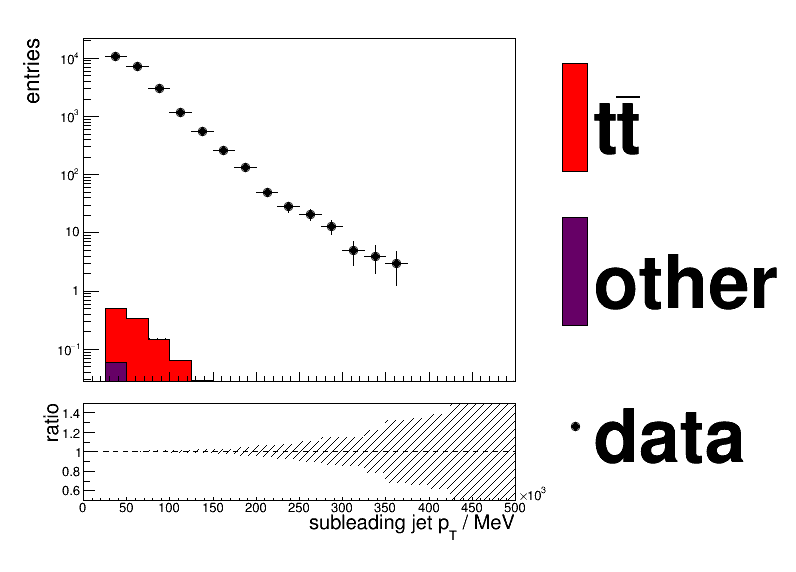 entries
10⁴
10³
10²
10
1
10⁻¹
tt̅
other
data
ratio
1.4
1.2
1
0.8
0.6
0 50 100 150 200 250 300 350 400 450 500
×10³
subleading jet p_T / MeV